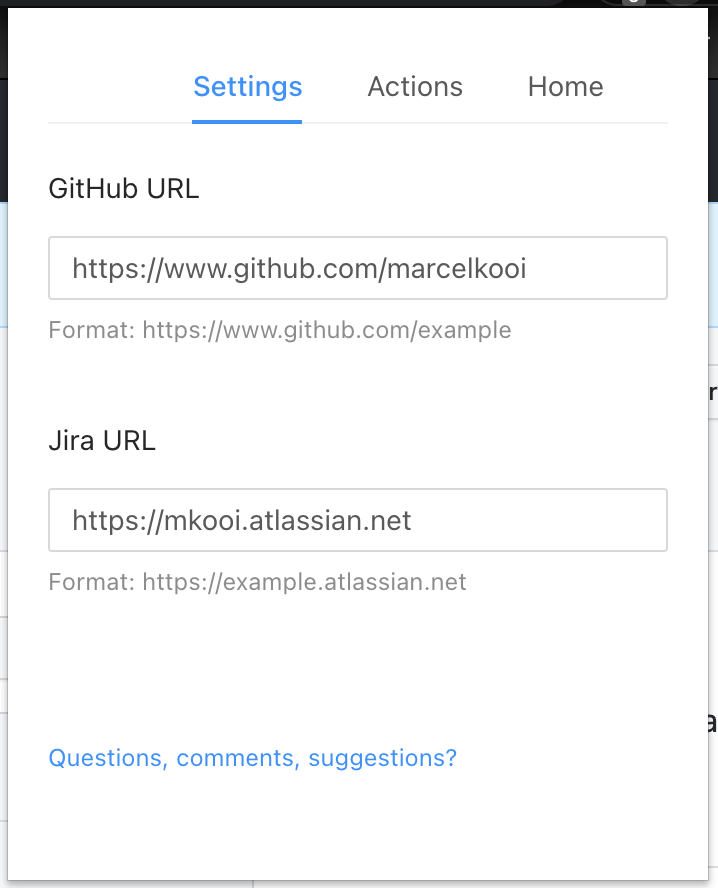 Settings Actions Home
GitHub URL
https://www.github.com/marcelkooi
Format: https://www.github.com/example
Jira URL
https://mkooi.atlassian.net
Format: https://example.atlassian.net
Questions, comments, suggestions?